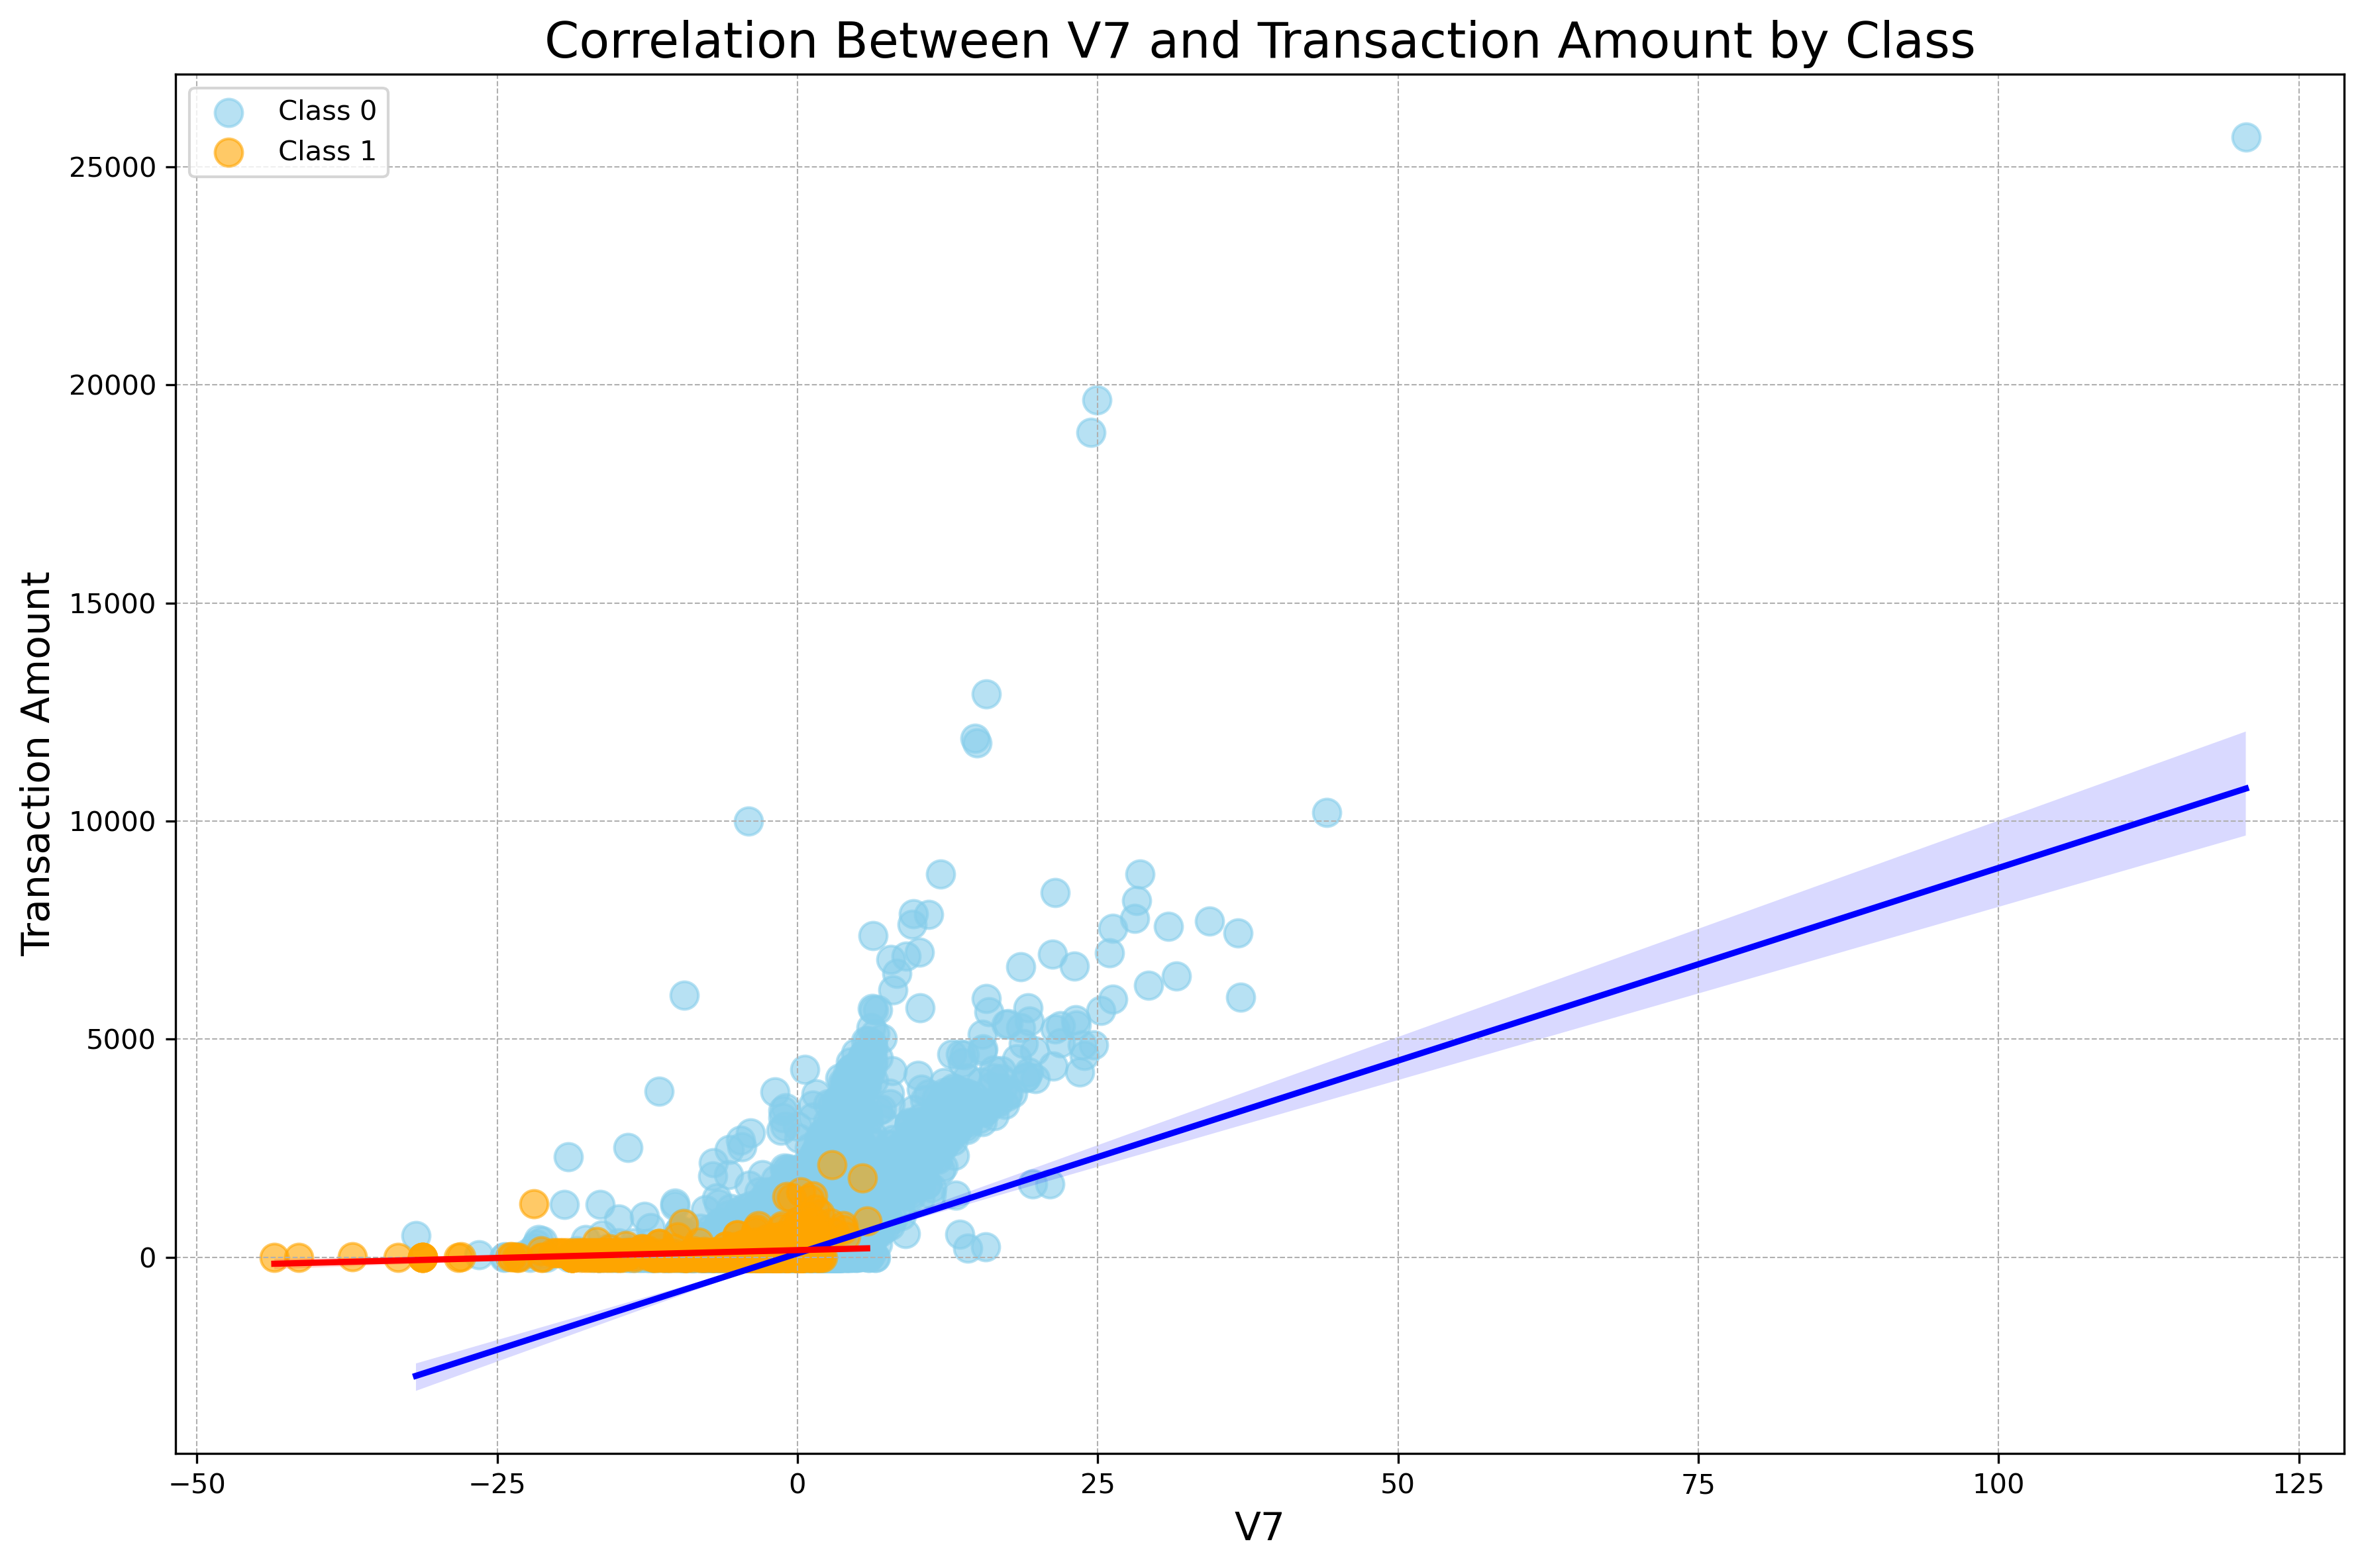 Correlation Between V7 and Transaction Amount by Class
Class 0
Class 1
25000
20000
15000
10000
5000
0
Transaction Amount
−50
−25
0
25
50
75
100
125
V7